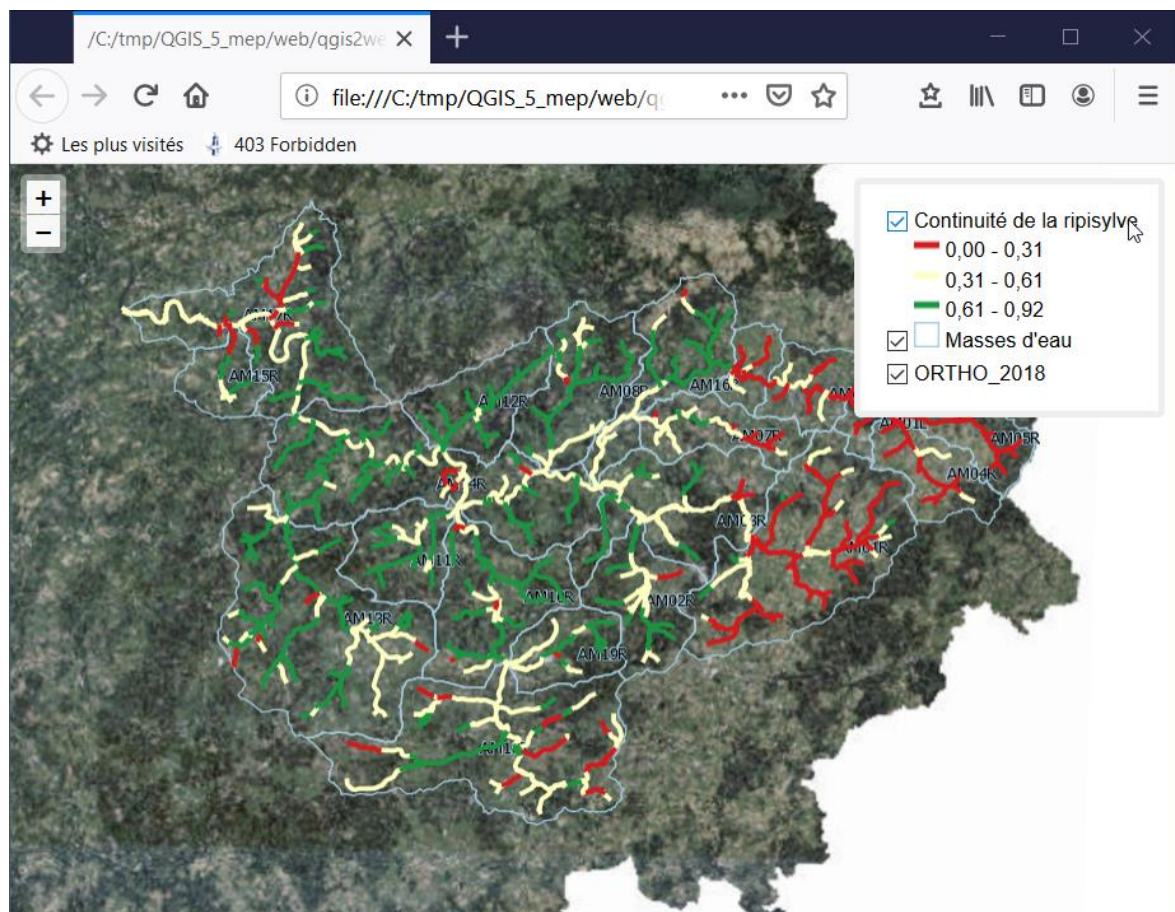 /C:/tmp/QGIS_5_mep/web/qgis2we
file:///C:/tmp/QGIS_5_mep/web/q
Les plus visités 403 Forbidden
+
−
Continuité de la ripisylve
0,00 - 0,31
0,31 - 0,61
0,61 - 0,92
Masses d'eau
ORTHO_2018
AM15R
AM12R
AM08R
AM07R
AM05R
AM04R
AM11R
AM02R
AM13R
AM19R